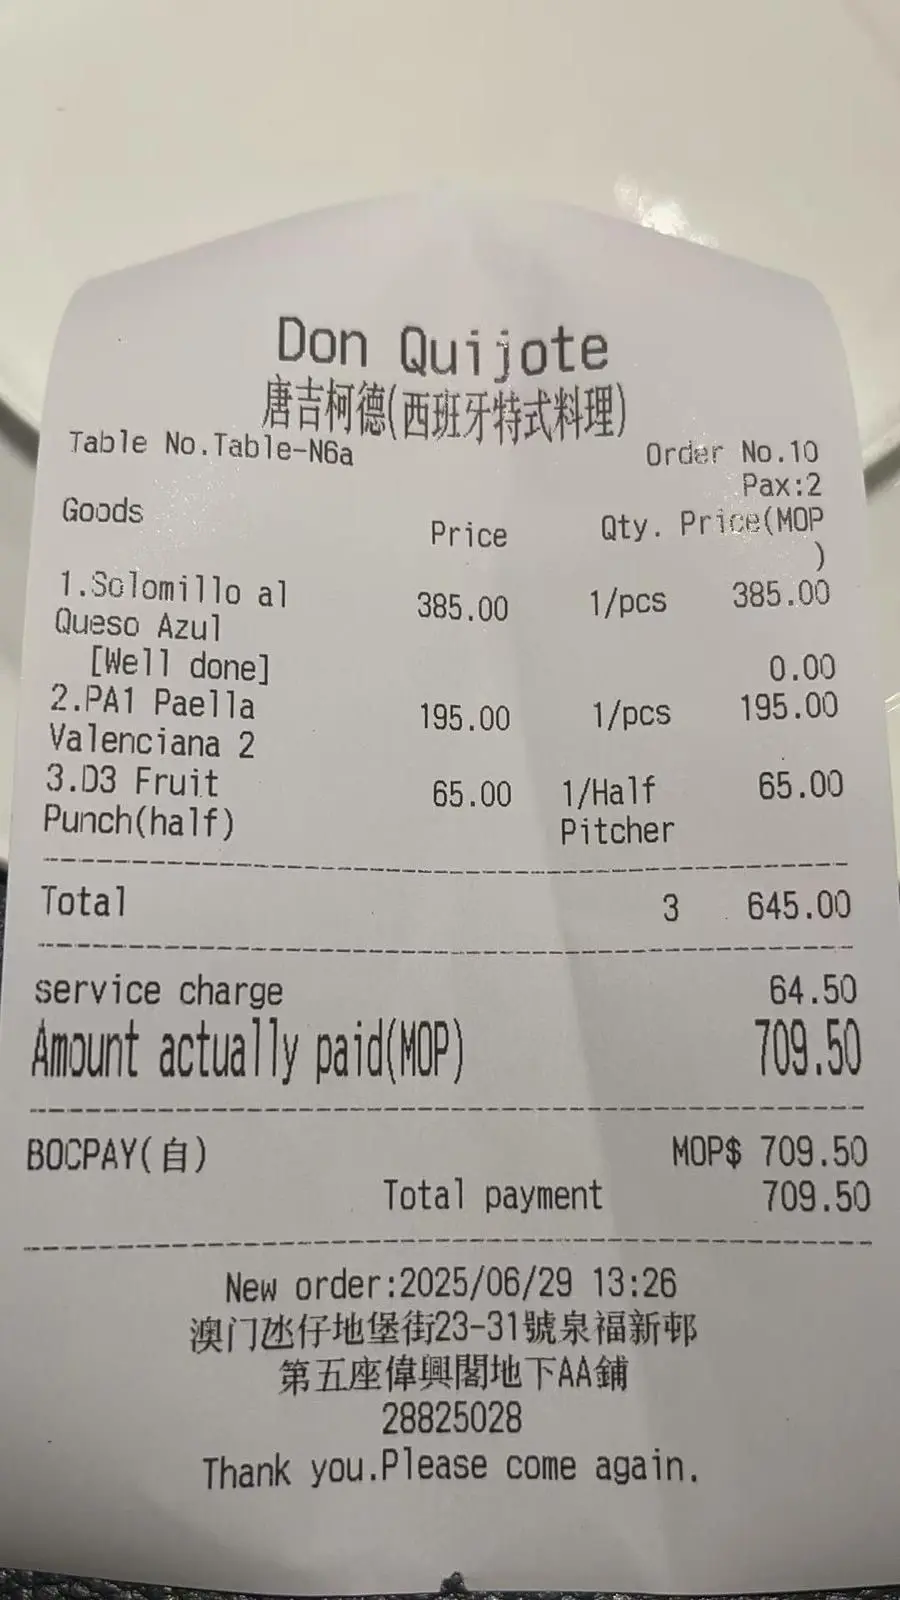 Don Quijote
唐吉柯德(西班牙特式料理)
Table No.Table-N6a Order No.10
Pax:2
Goods Price Qty. Price(MOP
)
1.Solomillo al 385.00 1/pcs 385.00
Queso Azul
[Well done] 0.00
2.PA1 Paella 195.00 1/pcs 195.00
Valenciana 2
3.D3 Fruit 65.00 1/Half 65.00
Punch(half) Pitcher
Total 3 645.00
service charge 64.50
Amount actually paid(MOP) 709.50
BOCPAY(自) MOP$ 709.50
Total payment 709.50
New order:2025/06/29 13:26
澳门氹仔地堡街23-31號泉福新邨
第五座偉興閣地下AA鋪
28825028
Thank you.Please come again.